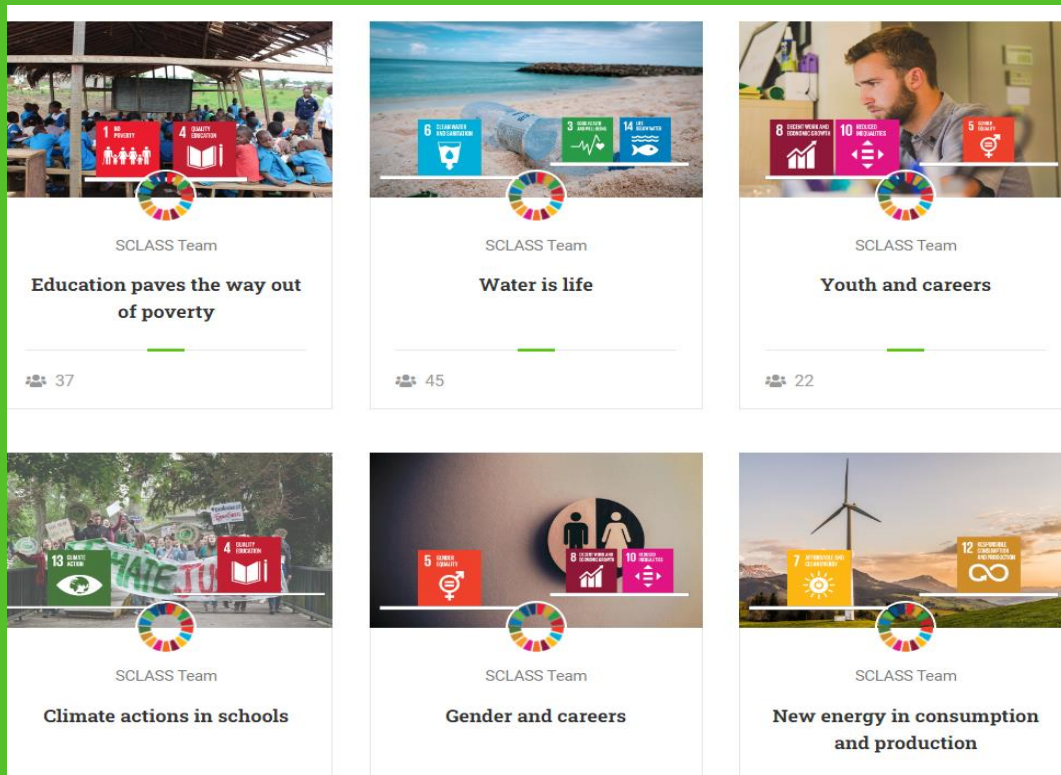 1 NO
POVERTY
4 QUALITY
EDUCATION
SCLASS Team
Education paves the way out
of poverty
37
6 CLEAN WATER
AND SANITATION
3 GOOD HEALTH
AND WELL-BEING
14 LIFE
BELOW WATER
SCLASS Team
Water is life
45
8 DECENT WORK AND
ECONOMIC GROWTH
10 REDUCED
INEQUALITIES
5 GENDER
EQUALITY
SCLASS Team
Youth and careers
22
13 CLIMATE
ACTION
4 QUALITY
EDUCATION
SCLASS Team
Climate actions in schools
5 GENDER
EQUALITY
8 DECENT WORK AND
ECONOMIC GROWTH
10 REDUCED
INEQUALITIES
SCLASS Team
Gender and careers
7 AFFORDABLE AND
CLEAN ENERGY
12 RESPONSIBLE
CONSUMPTION
AND PRODUCTION
SCLASS Team
New energy in consumption
and production